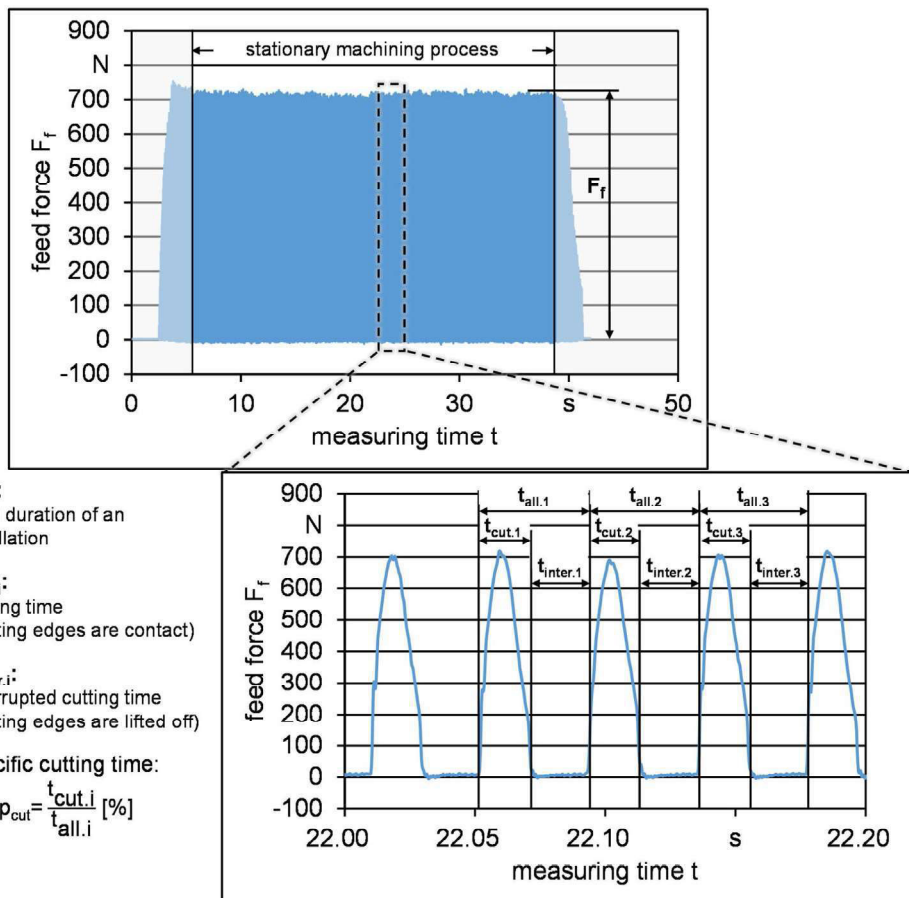 900
N
700
600
500
400
300
200
100
0
-100
feed force F_f
stationary machining process
F_f
0 10 20 30 s 50
measuring time t
duration of an
ing time
ting edges are contact)
rrupted cutting time
ting edges are lifted off)
cific cutting time:
p_cut= t_cut.i / t_all.i [%]
900
N
700
600
500
400
300
200
100
0
-100
feed force F_f
t_all.1 t_all.2 t_all.3
t_cut.1 t_cut.2 t_cut.3
t_inter.1 t_inter.2 t_inter.3
22.00 22.05 22.10 s 22.20
measuring time t